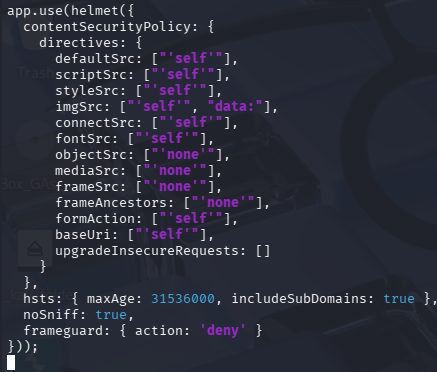 app.use(helmet({
  contentSecurityPolicy: {
    directives: {
      defaultSrc: ["'self'"],
      scriptSrc: ["'self'"],
      styleSrc: ["'self'"],
      imgSrc: ["'self'", "data:"],
      connectSrc: ["'self'"],
      fontSrc: ["'self'"],
      objectSrc: ["'none'"],
      mediaSrc: ["'none'"],
      frameSrc: ["'none'"],
      frameAncestors: ["'none'"],
      formAction: ["'self'"],
      baseUri: ["'self'"],
      upgradeInsecureRequests: []
    }
  },
  hsts: { maxAge: 31536000, includeSubDomains: true },
  noSniff: true,
  frameguard: { action: 'deny' }
}));